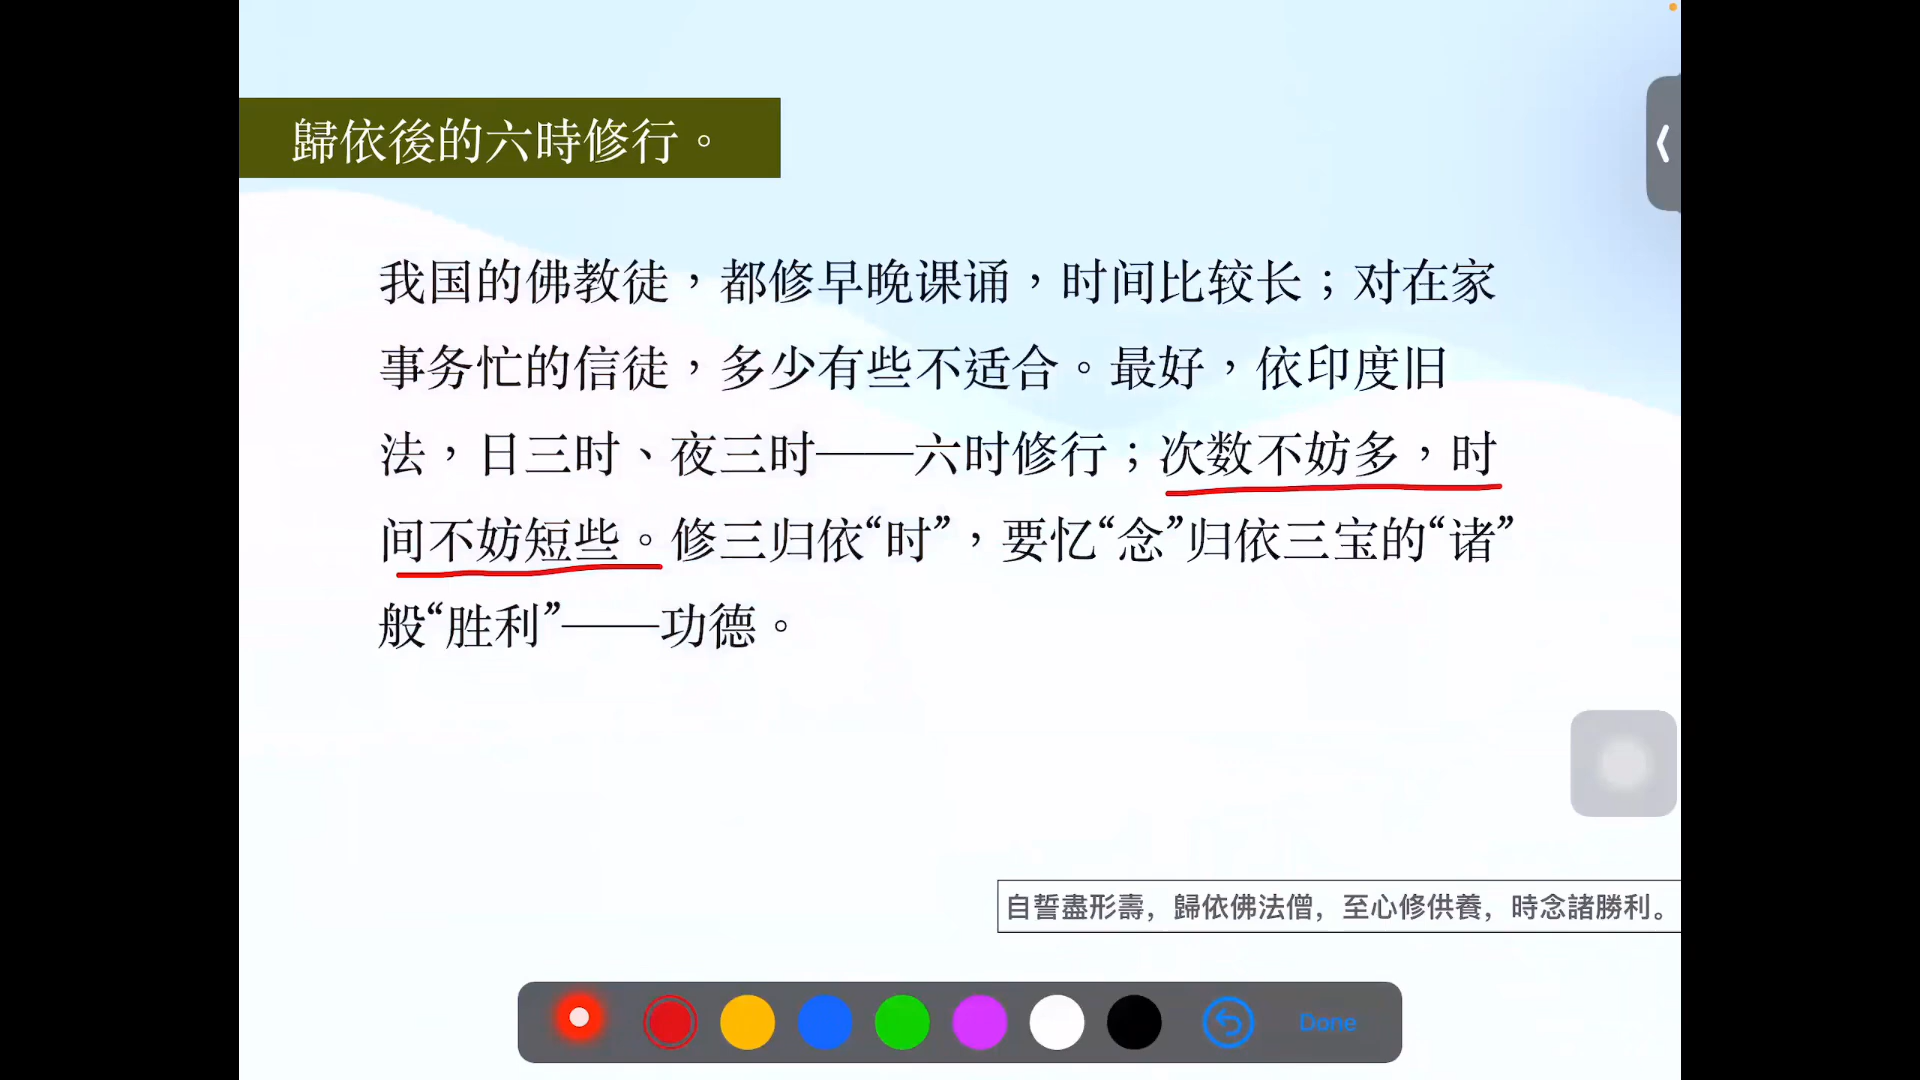 歸依後的六時修行。
我国的佛教徒，都修早晚课诵，时间比较长；对在家
事务忙的信徒，多少有些不适合。最好，依印度旧
法，日三时、夜三时——六时修行；次数不妨多，时
间不妨短些。修三归依“时”，要忆“念”归依三宝的“诸”
般“胜利”——功德。
自誓盡形壽，歸依佛法僧，至心修供養，時念諸勝利。
Done